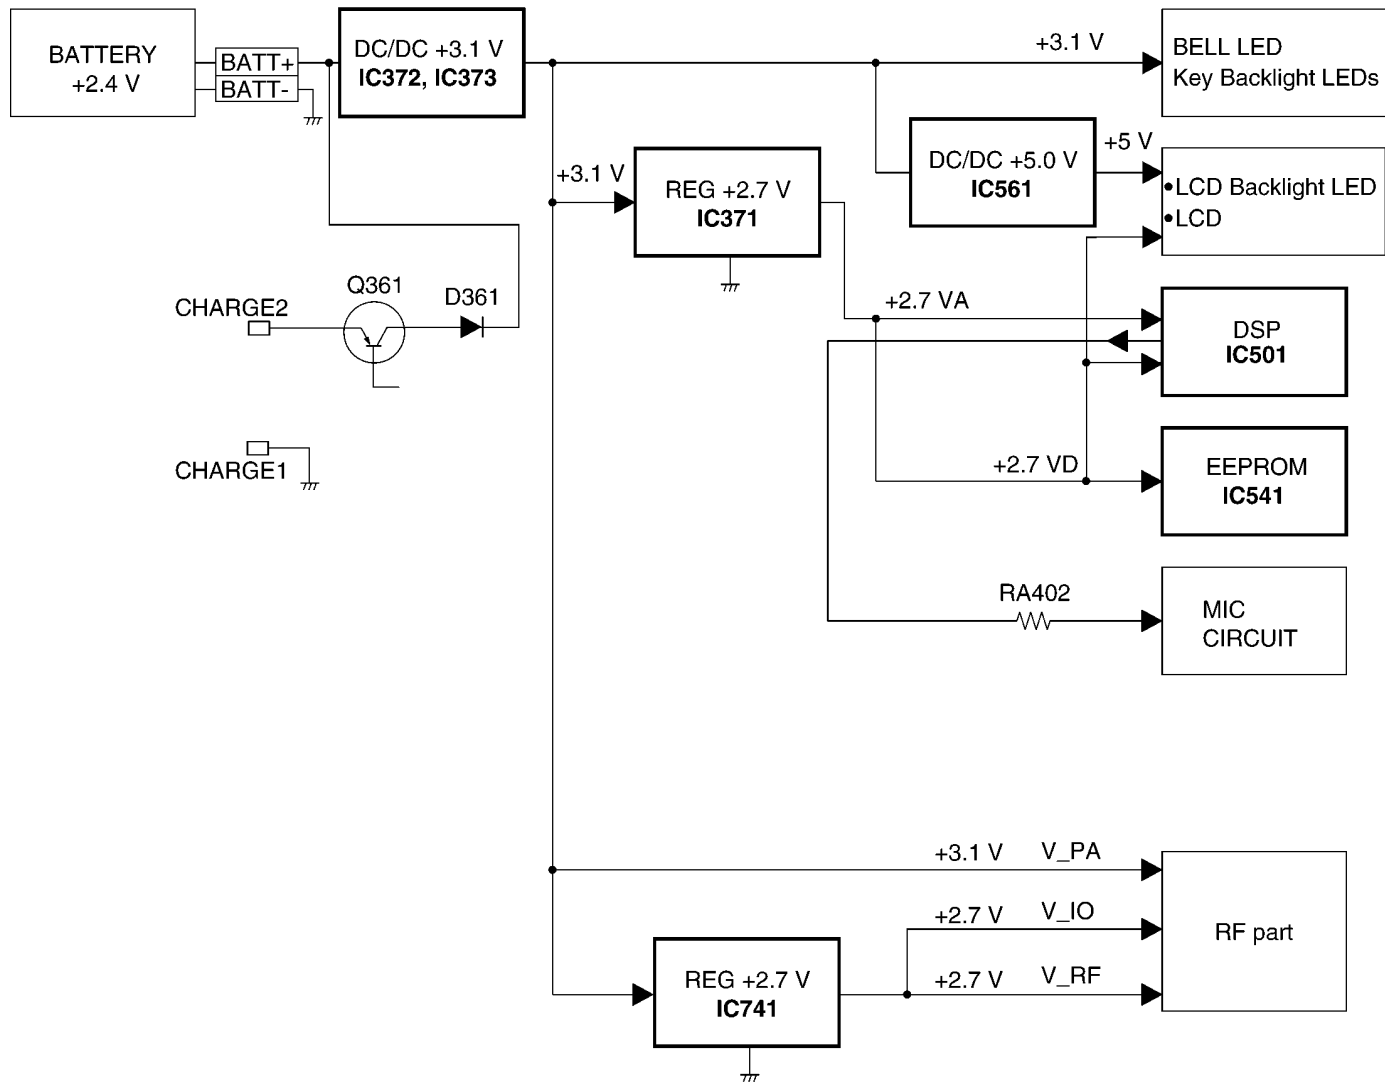 BATTERY
+2.4 V
BATT+
BATT-
DC/DC +3.1 V
IC372, IC373
+3.1 V
BELL LED
Key Backlight LEDs
+3.1 V
REG +2.7 V
IC371
DC/DC +5.0 V
IC561
+5 V
•LCD Backlight LED
•LCD
CHARGE2
Q361
D361
+2.7 VA
DSP
IC501
CHARGE1
+2.7 VD
EEPROM
IC541
RA402
MIC
CIRCUIT
+3.1 V V_PA
+2.7 V V_IO
+2.7 V V_RF
RF part
REG +2.7 V
IC741